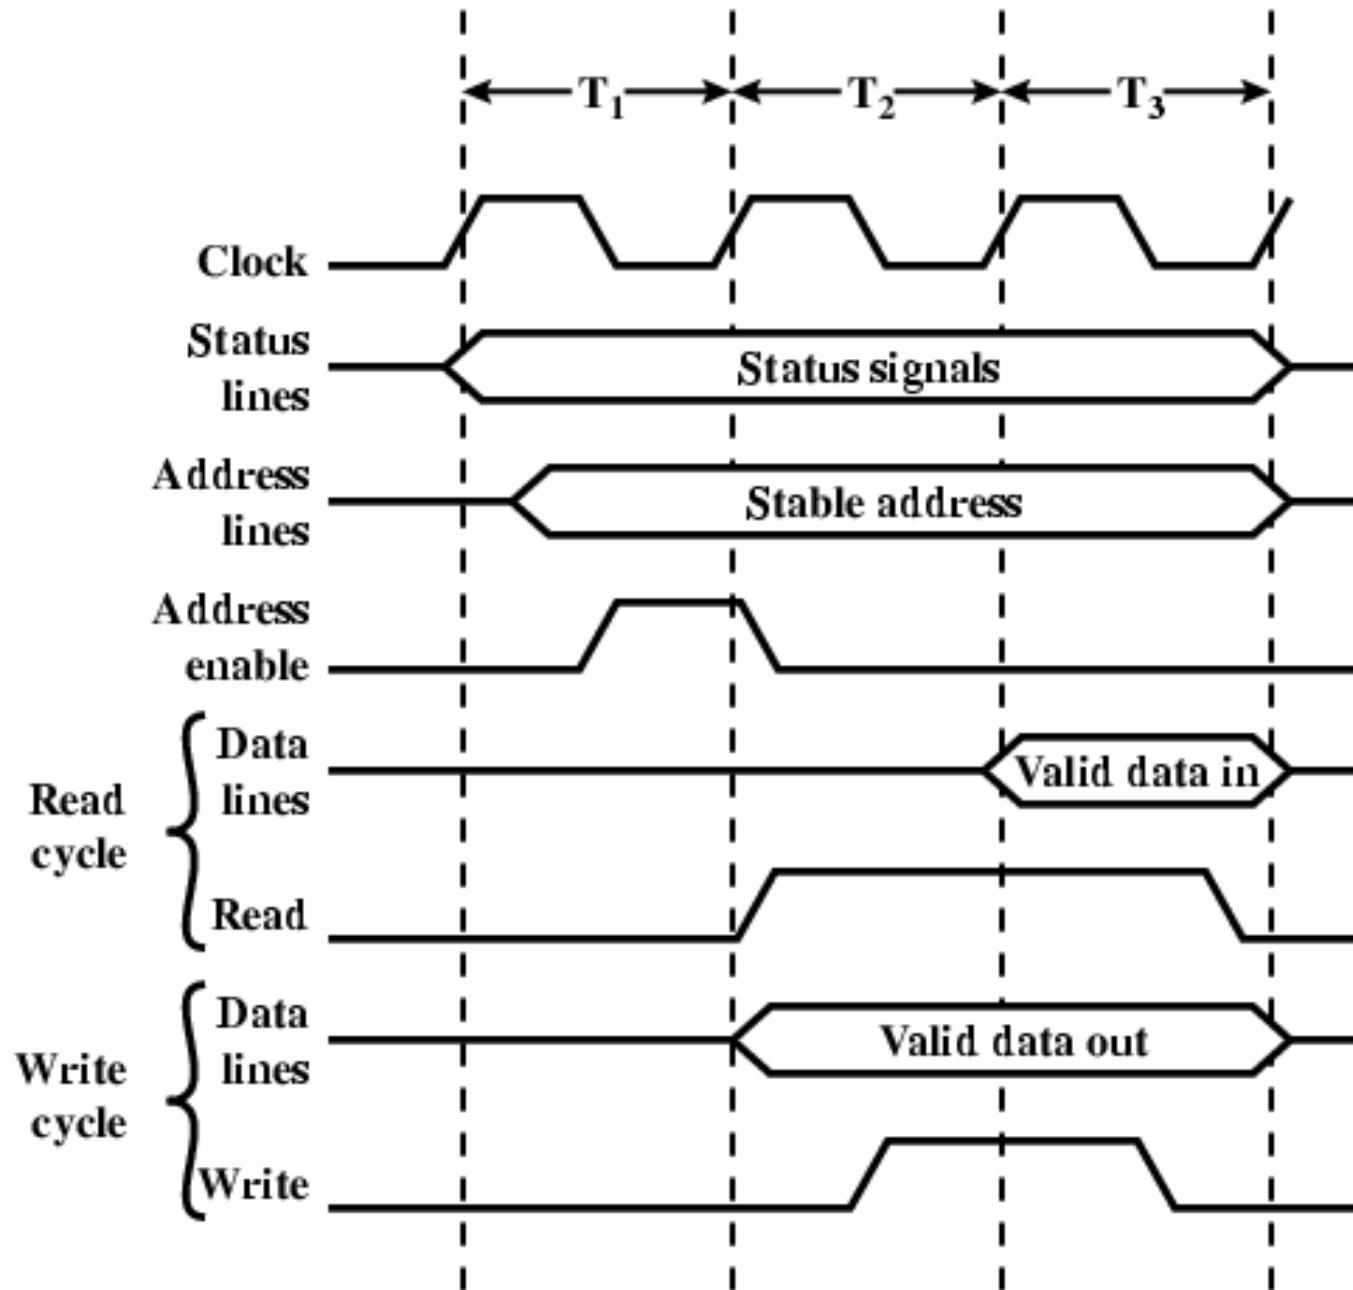 T1 T2 T3
Clock
Status
lines
Status signals
Address
lines
Stable address
Address
enable
Read
cycle
Data
lines
Valid data in
Read
Write
cycle
Data
lines
Valid data out
Write